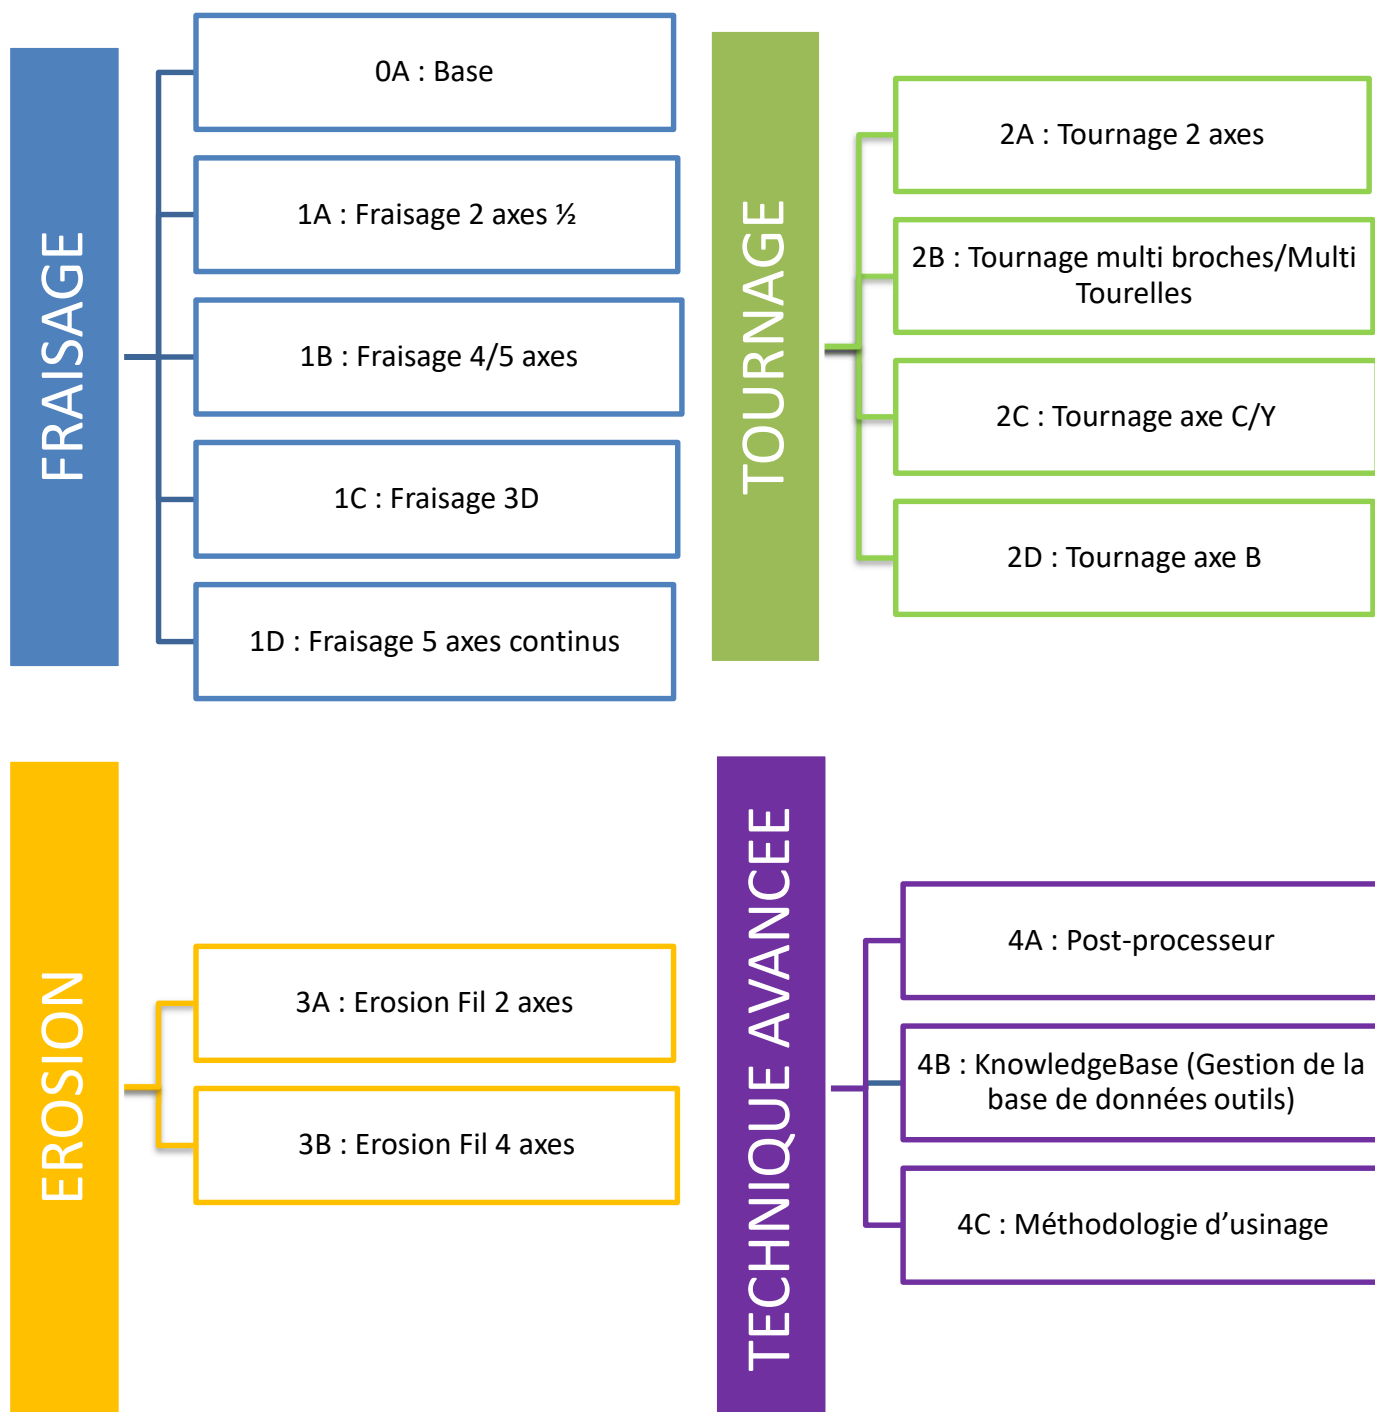 FRAISAGE
0A : Base
1A : Fraisage 2 axes ½
1B : Fraisage 4/5 axes
1C : Fraisage 3D
1D : Fraisage 5 axes continus
TOURNAGE
2A : Tournage 2 axes
2B : Tournage multi broches/Multi
Tourelles
2C : Tournage axe C/Y
2D : Tournage axe B
EROSION
3A : Erosion Fil 2 axes
3B : Erosion Fil 4 axes
TECHNIQUE AVANCEE
4A : Post-processeur
4B : KnowledgeBase (Gestion de la
base de données outils)
4C : Méthodologie d’usinage